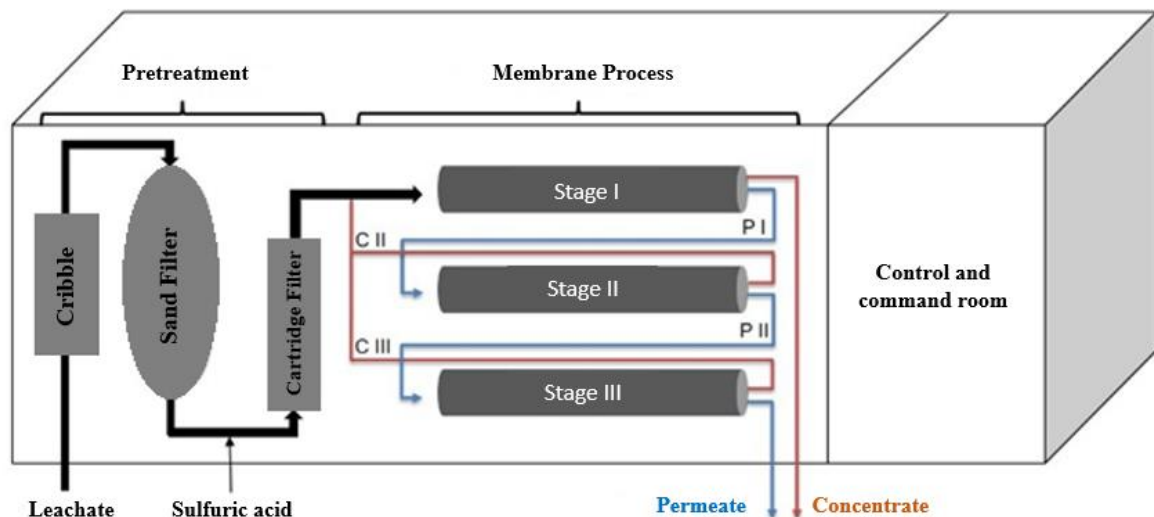 Pretreatment
Membrane Process
Cribble
Sand Filter
Cartridge Filter
Stage I
P I
C II
Stage II
P II
C III
Stage III
Control and
command room
Leachate
Sulfuric acid
Permeate
Concentrate